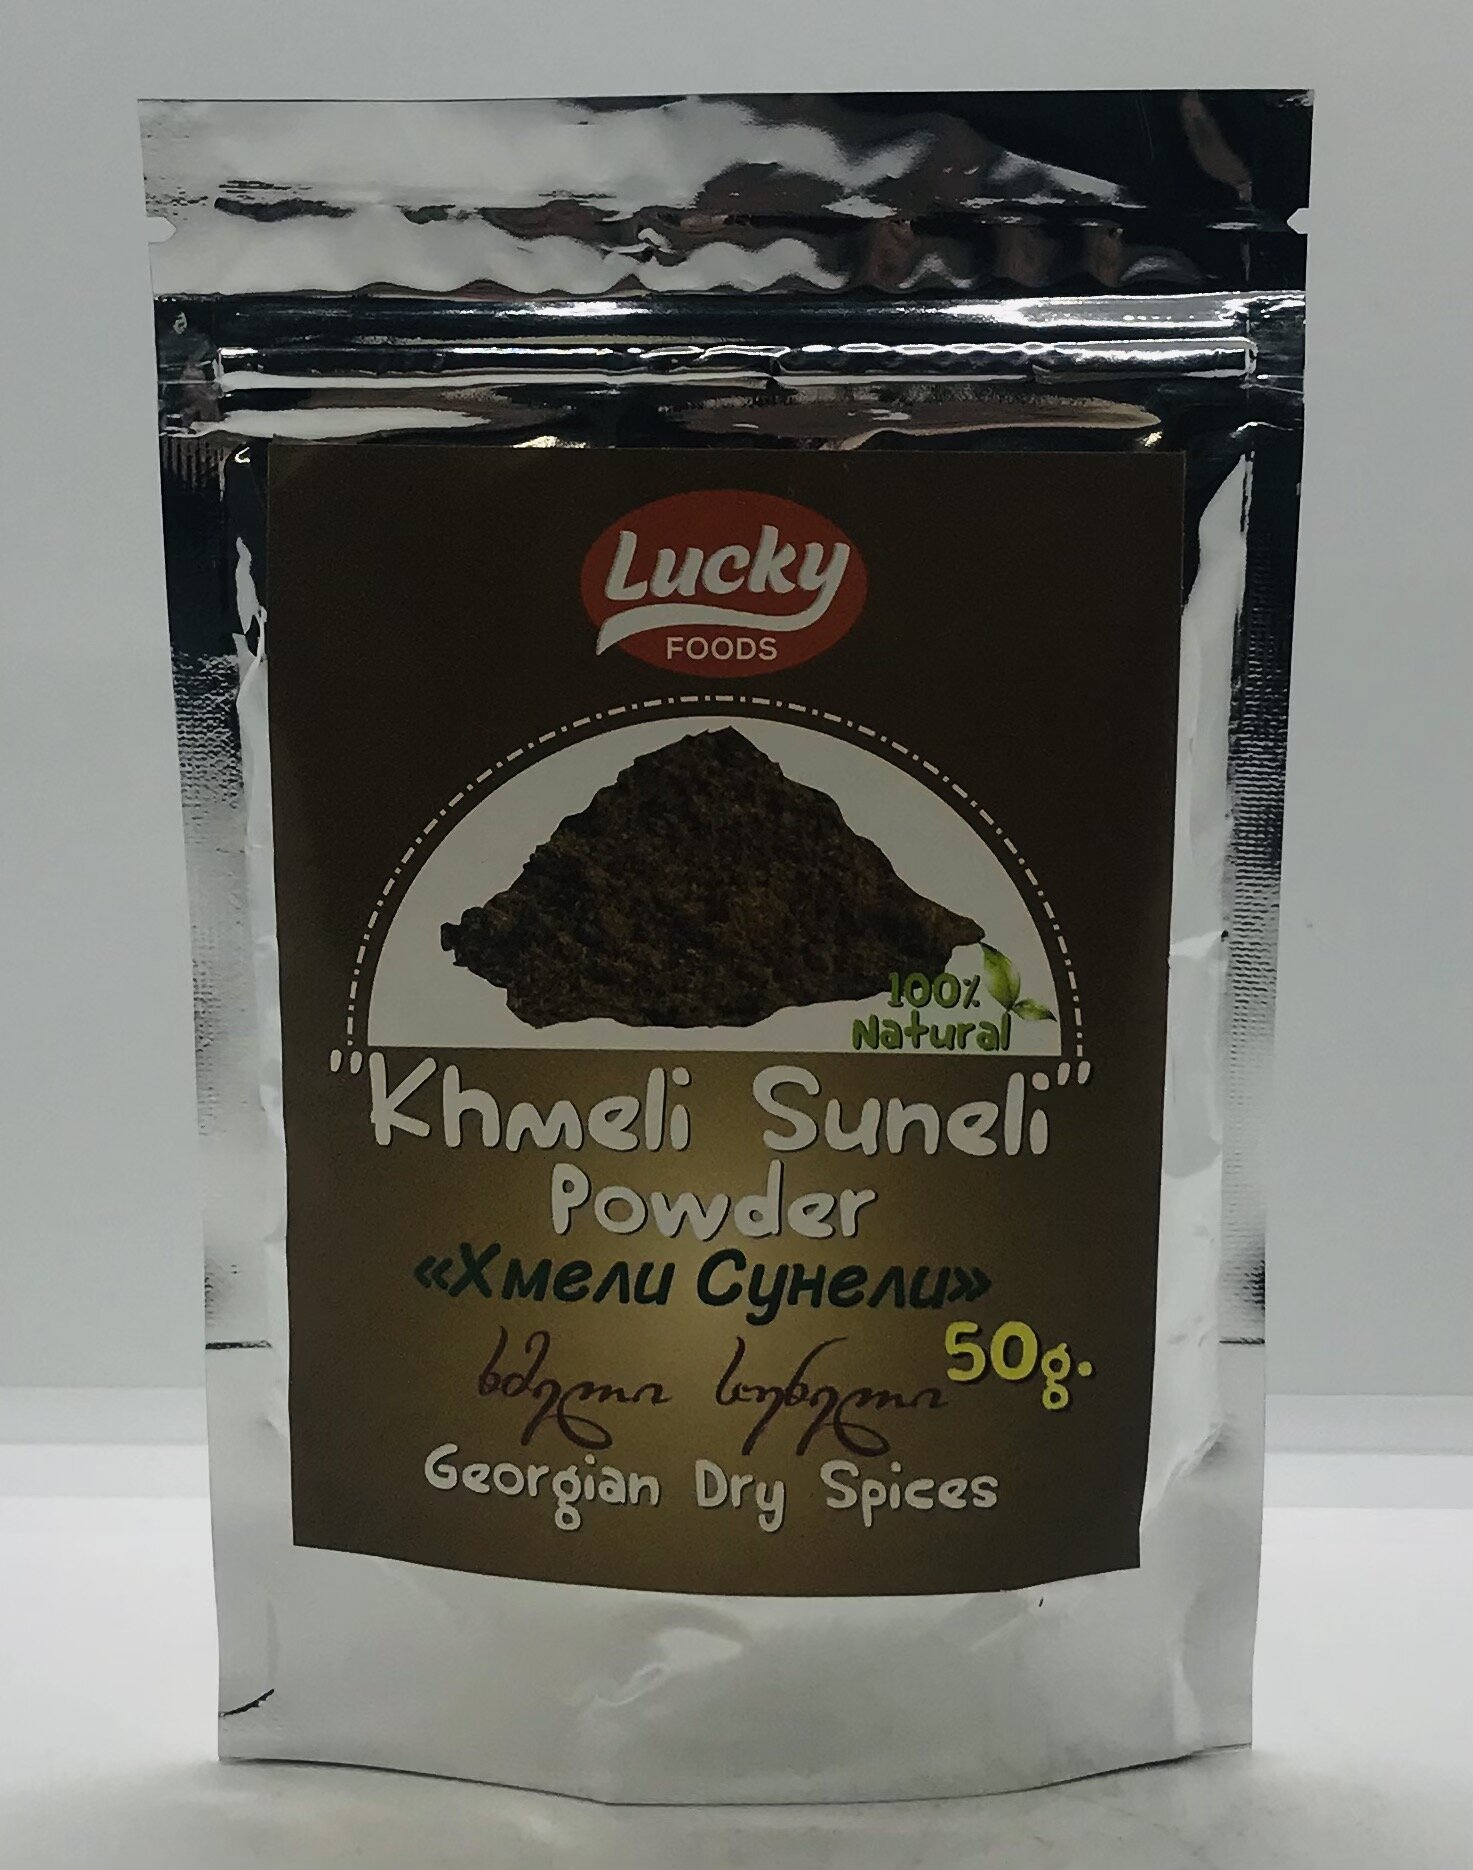 Lucky
FOODS
100%
Natural
"Khmeli Suneli"
Powder
«Хмели Сунели»
50g.
ხმელი სუნელი
Georgian Dry Spices